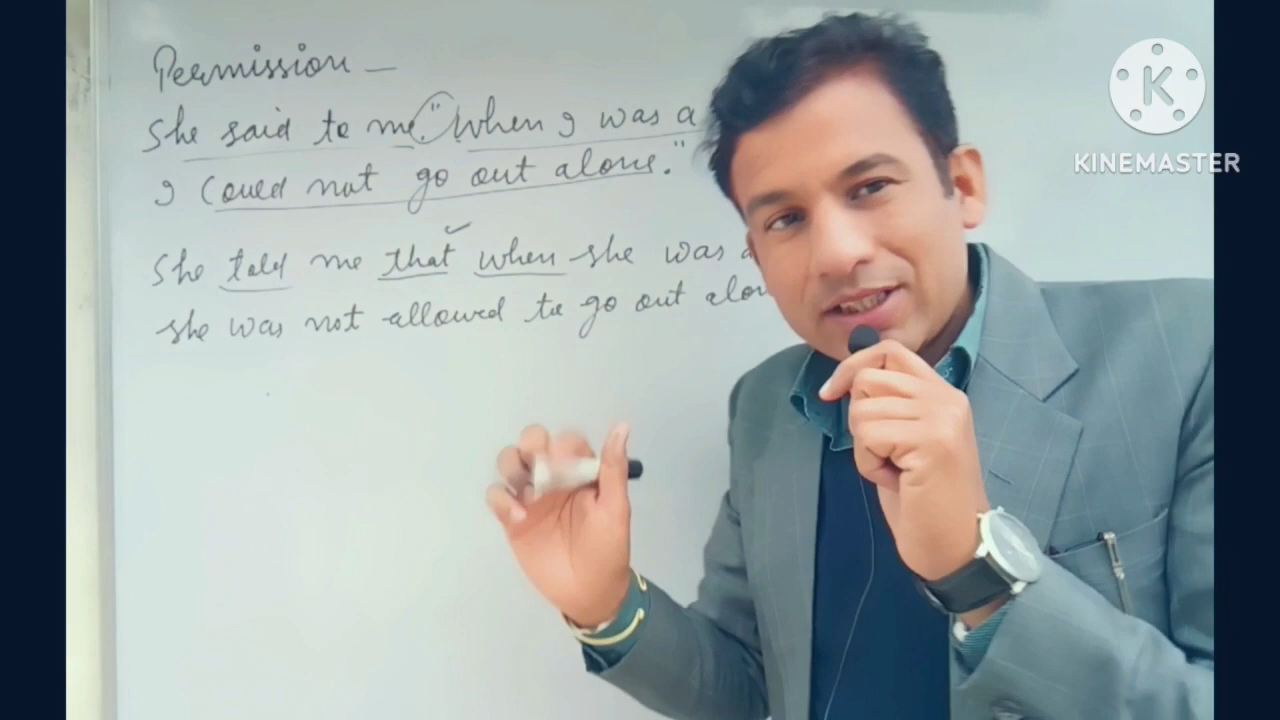 Permission —
She said to me. "When I was a
I Could not go out alone."
She told me that when she was a
she was not allowed to go out alon
K
KINEMASTER